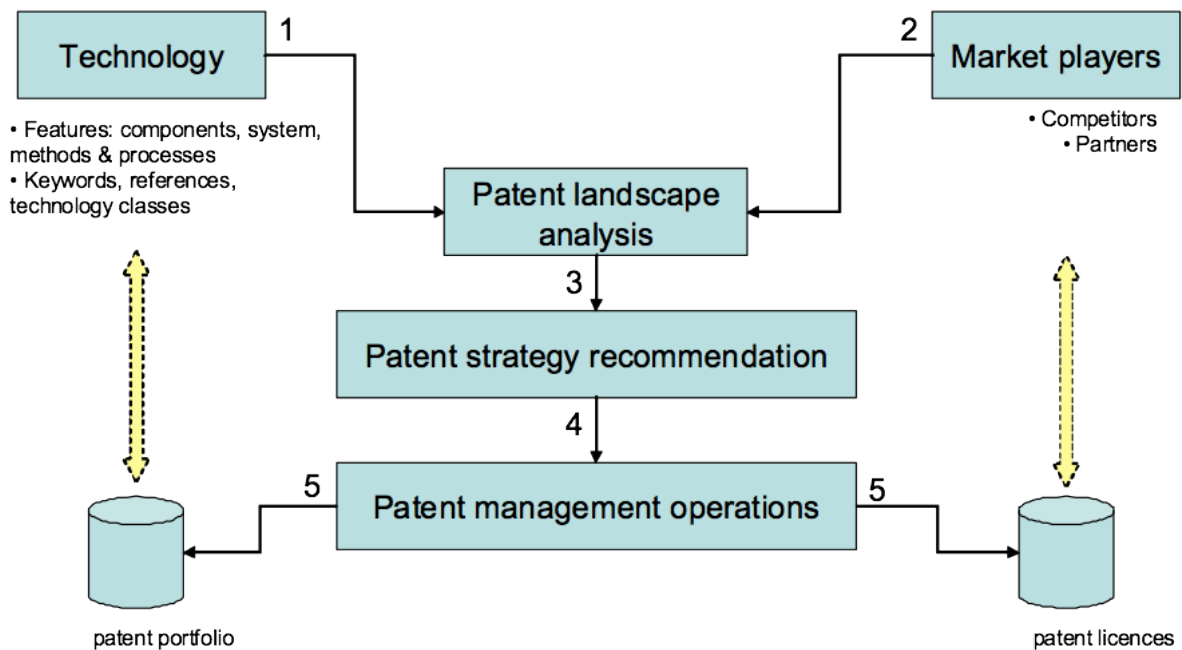 Technology
1
2
Market players
• Features: components, system,
methods & processes
• Keywords, references,
technology classes
• Competitors
• Partners
Patent landscape
analysis
3
Patent strategy recommendation
4
Patent management operations
5
5
patent portfolio
patent licences